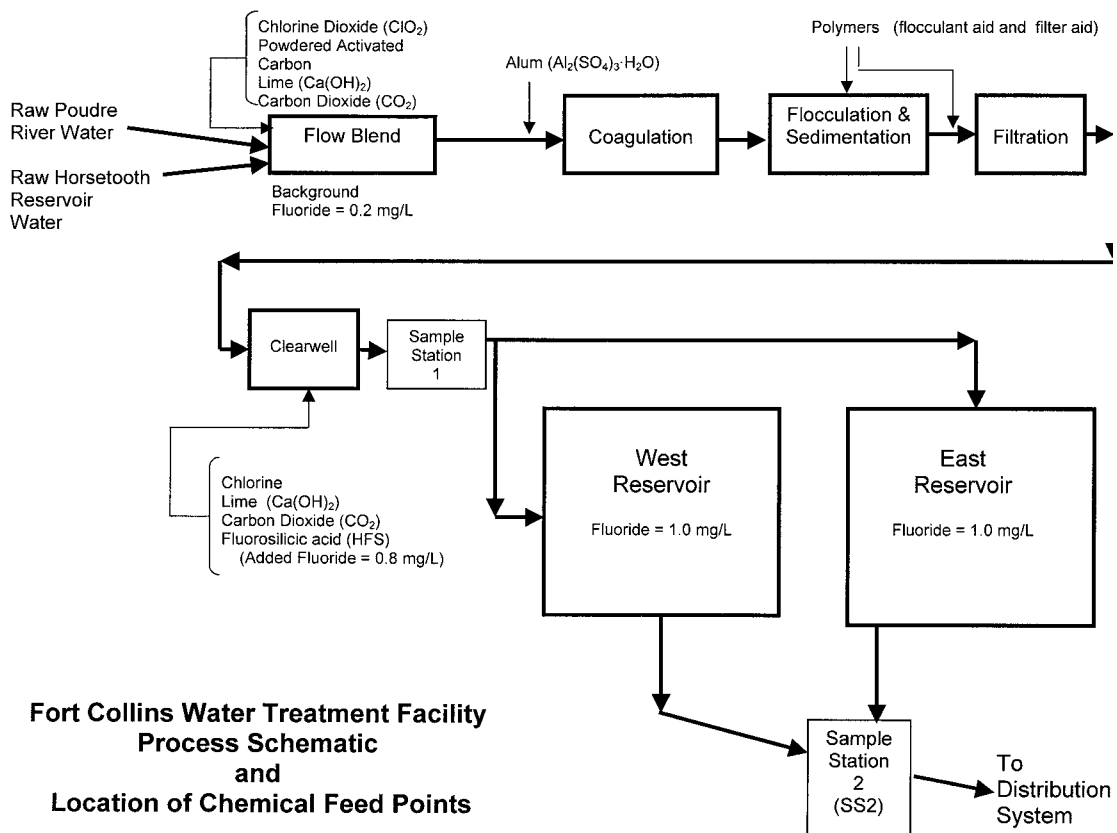 Chlorine Dioxide (ClO₂)
Powdered Activated
Carbon
Lime (Ca(OH)₂)
Carbon Dioxide (CO₂)
Polymers (flocculant aid and filter aid)
Alum (Al₂(SO₄)₃·H₂O)
Raw Poudre
River Water
Flow Blend
Coagulation
Flocculation &
Sedimentation
Filtration
Raw Horsetooth
Reservoir
Water
Background
Fluoride = 0.2 mg/L
Clearwell
Sample
Station
1
West
Reservoir
Fluoride = 1.0 mg/L
East
Reservoir
Fluoride = 1.0 mg/L
Chlorine
Lime (Ca(OH)₂)
Carbon Dioxide (CO₂)
Fluorosilicic acid (HFS)
(Added Fluoride = 0.8 mg/L)
Fort Collins Water Treatment Facility
Process Schematic
and
Location of Chemical Feed Points
Sample
Station
2
(SS2)
To
Distribution
System